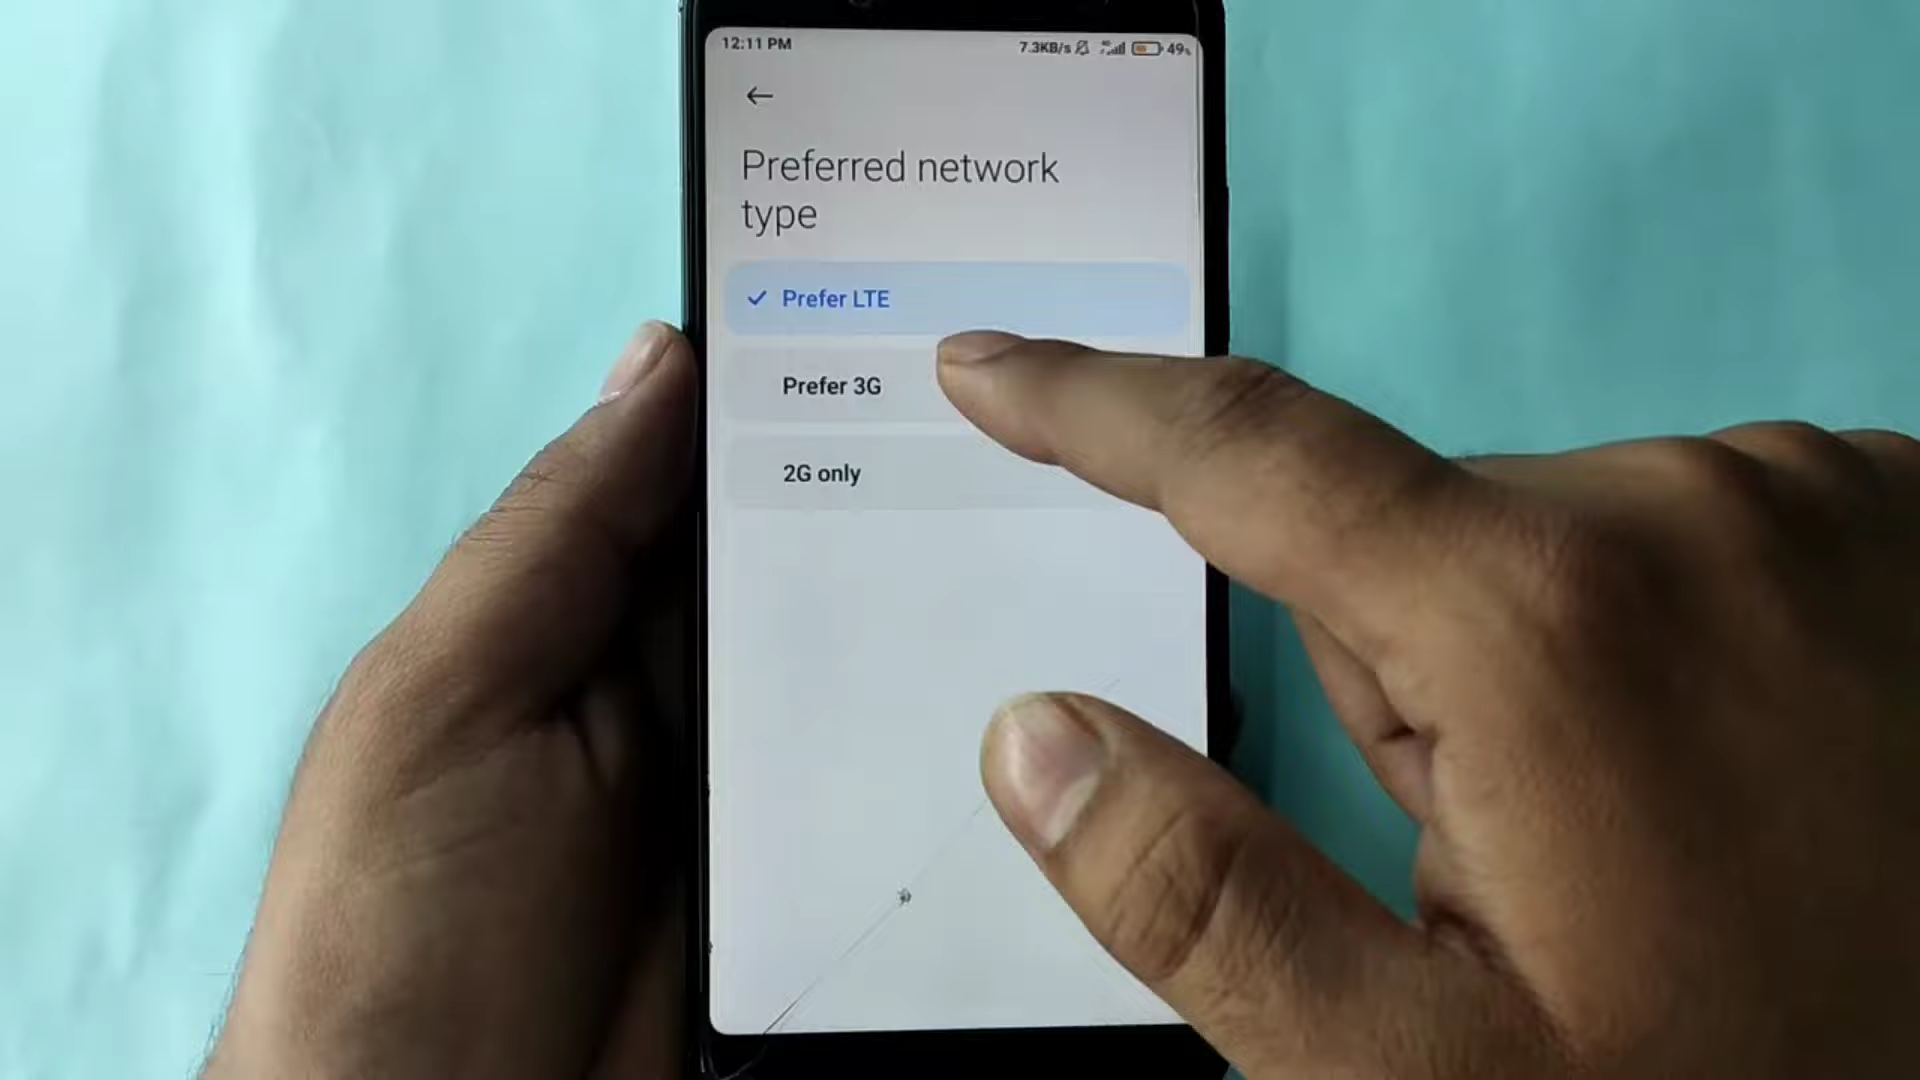 12:11 PM 7.3KB/s 49%
Preferred network
type
Prefer LTE
Prefer 3G
2G only